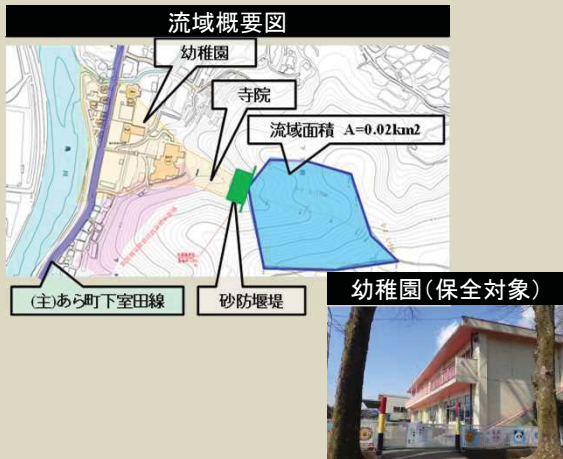 流域概要図
幼稚園
寺院
流域面積 A=0.02km2
(主)あら町下室田線
砂防堰堤
幼稚園(保全対象)